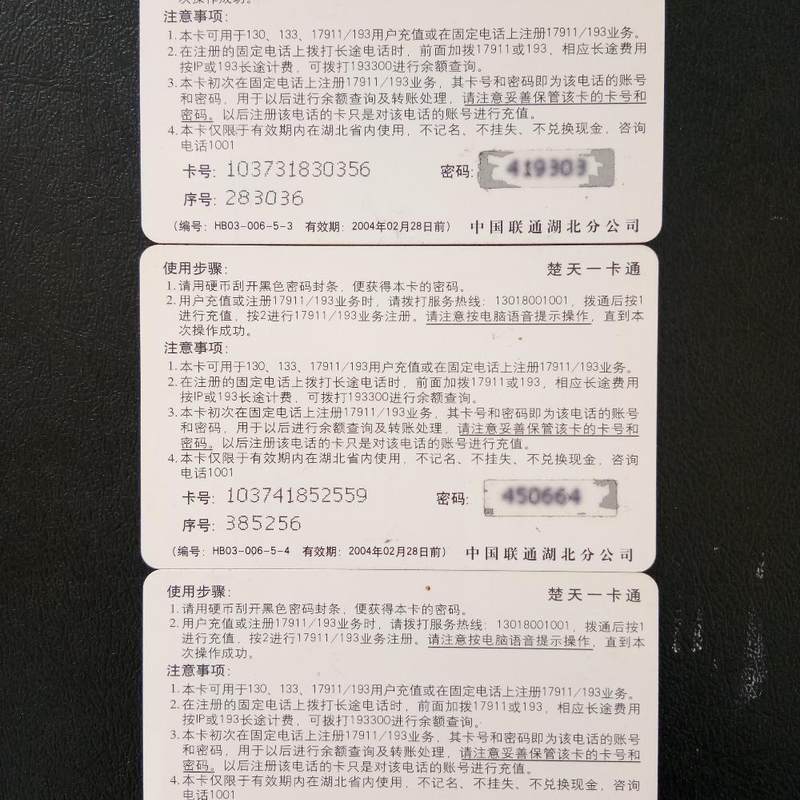 次操作成功。
注意事项：
1. 本卡可用于130、133、17911/193用户充值或在固定电话上注册17911/193业务。
2. 在注册的固定电话上拨打长途电话时，前面加拨17911或193，相应长途费用
按IP或193长途计费，可拨打193300进行余额查询。
3. 本卡初次在固定电话上注册17911/193业务，其卡号和密码即为该电话的账号
和密码，用于以后进行余额查询及转账处理，请注意妥善保管该卡的卡号和
密码。以后注册该电话的卡只是对该电话的账号进行充值。
4. 本卡仅限于有效期内在湖北省内使用，不记名、不挂失、不兑换现金，咨询
电话1001
卡号：103731830356 密码：419303
序号：283036
（编号：HB03-006-5-3 有效期：2004年02月28日前） 中国联通湖北分公司
使用步骤： 楚天一卡通
1. 请用硬币刮开黑色密码封条，便获得本卡的密码。
2. 用户充值或注册17911/193业务时，请拨打服务热线：13018001001，拨通后按1
进行充值，按2进行17911/193业务注册。请注意按电脑语音提示操作，直到本
次操作成功。
注意事项：
1. 本卡可用于130、133、17911/193用户充值或在固定电话上注册17911/193业务。
2. 在注册的固定电话上拨打长途电话时，前面加拨17911或193，相应长途费用
按IP或193长途计费，可拨打193300进行余额查询。
3. 本卡初次在固定电话上注册17911/193业务，其卡号和密码即为该电话的账号
和密码，用于以后进行余额查询及转账处理，请注意妥善保管该卡的卡号和
密码。以后注册该电话的卡只是对该电话的账号进行充值。
4. 本卡仅限于有效期内在湖北省内使用，不记名、不挂失、不兑换现金，咨询
电话1001
卡号：103741852559 密码：450664
序号：385256
（编号：HB03-006-5-4 有效期：2004年02月28日前） 中国联通湖北分公司
使用步骤： 楚天一卡通
1. 请用硬币刮开黑色密码封条，便获得本卡的密码。
2. 用户充值或注册17911/193业务时，请拨打服务热线：13018001001，拨通后按1
进行充值，按2进行17911/193业务注册。请注意按电脑语音提示操作，直到本
次操作成功。
注意事项：
1. 本卡可用于130、133、17911/193用户充值或在固定电话上注册17911/193业务。
2. 在注册的固定电话上拨打长途电话时，前面加拨17911或193，相应长途费用
按IP或193长途计费，可拨打193300进行余额查询。
3. 本卡初次在固定电话上注册17911/193业务，其卡号和密码即为该电话的账号
和密码，用于以后进行余额查询及转账处理，请注意妥善保管该卡的卡号和
密码。以后注册该电话的卡只是对该电话的账号进行充值。
4. 本卡仅限于有效期内在湖北省内使用，不记名、不挂失、不兑换现金，咨询
电话1001